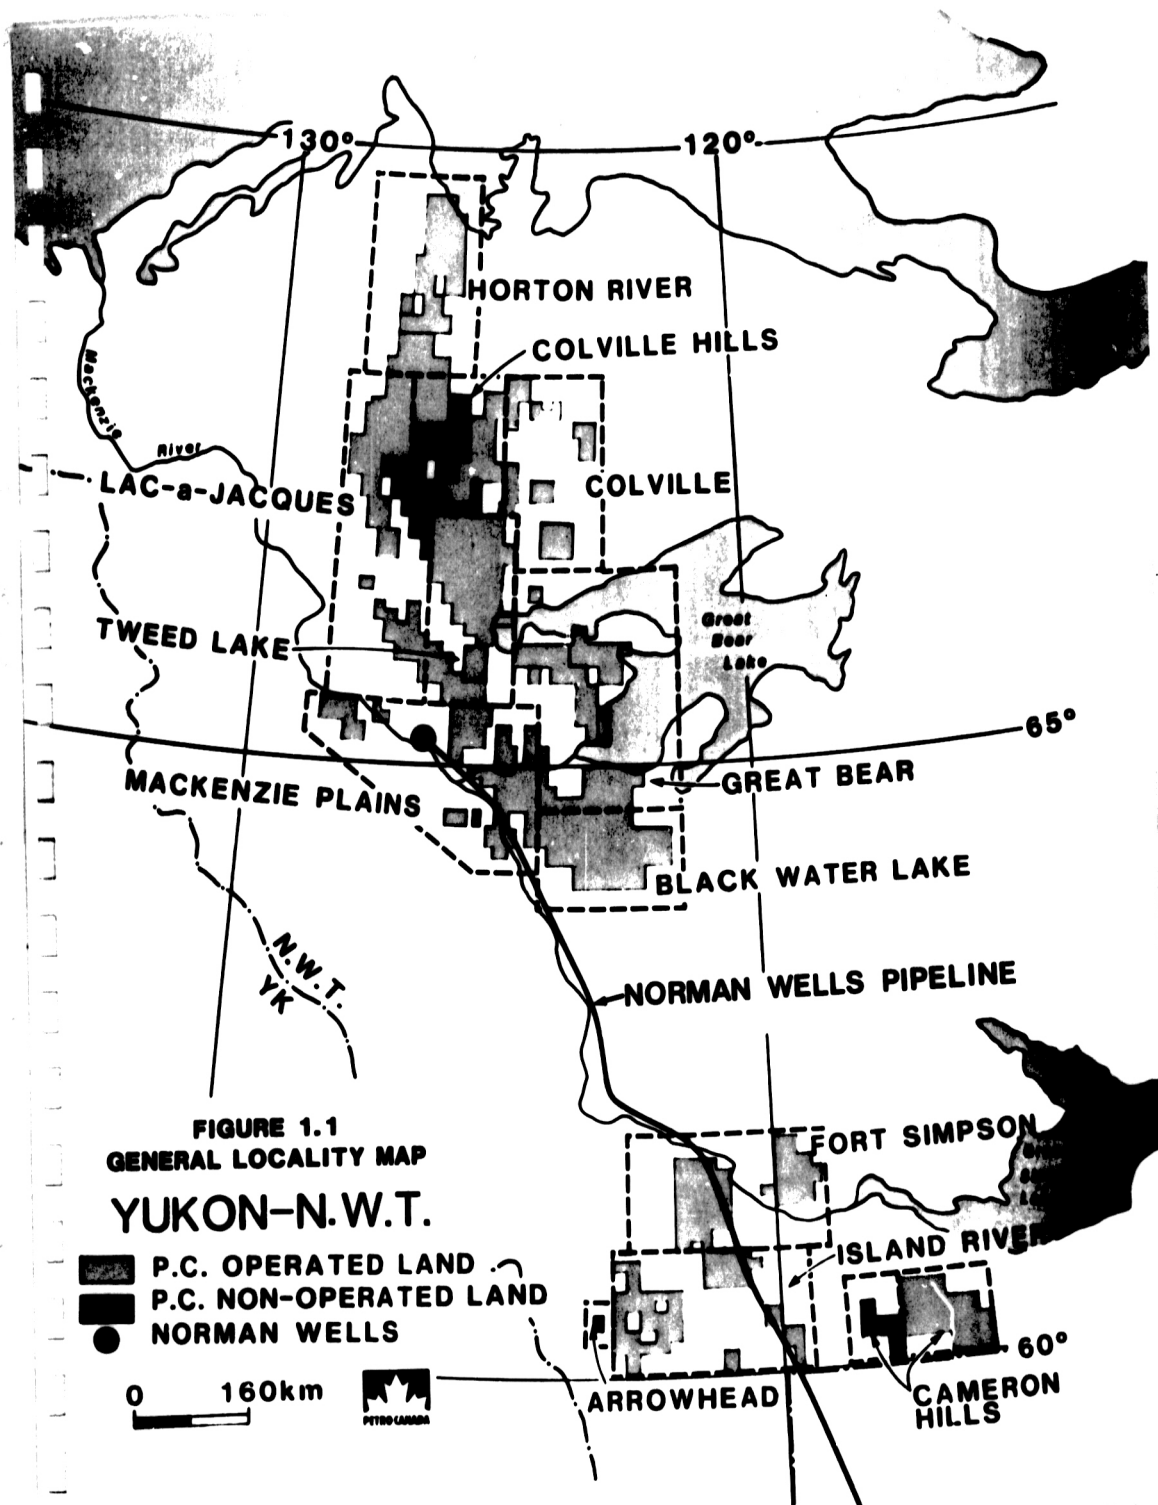 130°
120°
HORTON RIVER
COLVILLE HILLS
Mackenzie
River
LAC-a-JACQUES
COLVILLE
Great
Bear
Lake
TWEED LAKE
65°
MACKENZIE PLAINS
GREAT BEAR
BLACK WATER LAKE
N.W.T.
YK
NORMAN WELLS PIPELINE
FORT SIMPSON
FIGURE 1.1
GENERAL LOCALITY MAP
YUKON-N.W.T.
ISLAND RIVER
P.C. OPERATED LAND
P.C. NON-OPERATED LAND
NORMAN WELLS
60°
0 160km
PETRO CANADA
ARROWHEAD
CAMERON
HILLS